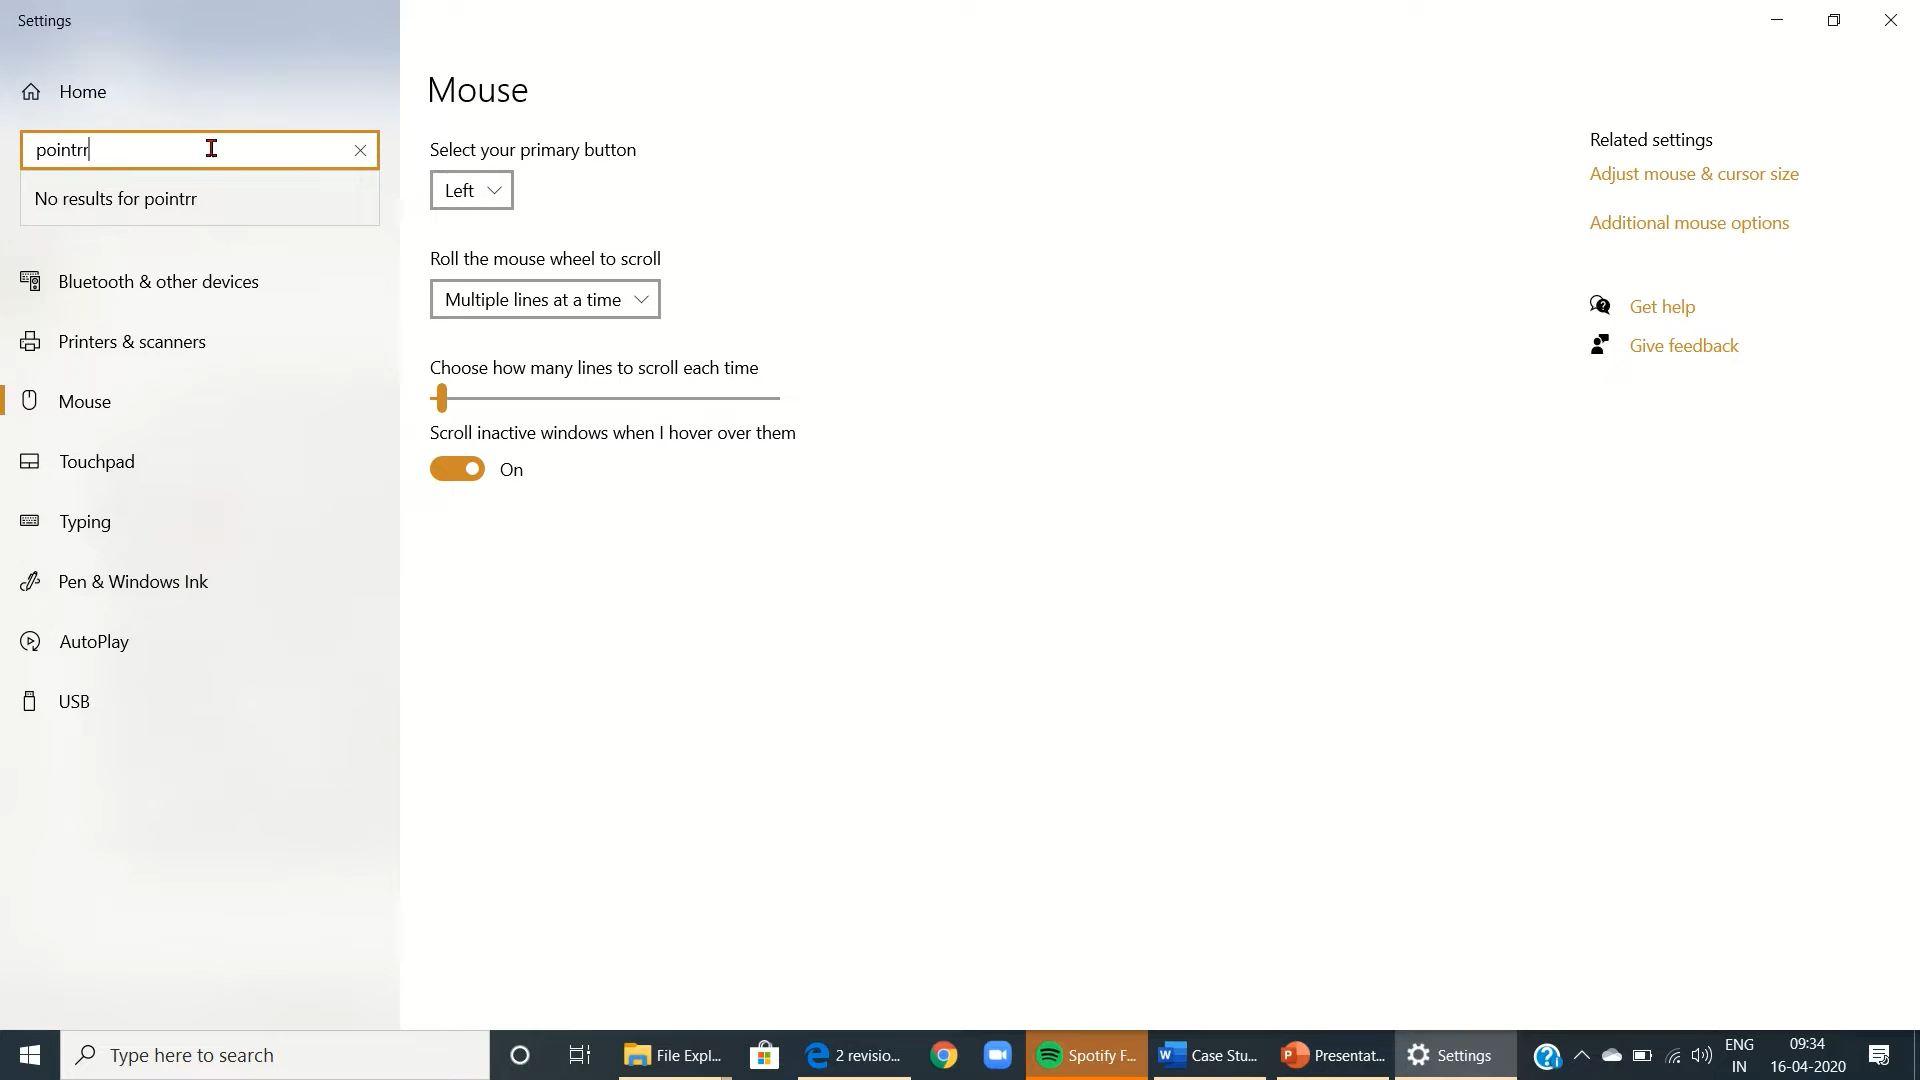 Settings
Home
pointrr
No results for pointrr
Bluetooth & other devices
Printers & scanners
Mouse
Touchpad
Typing
Pen & Windows Ink
AutoPlay
USB
Mouse
Select your primary button
Left
Roll the mouse wheel to scroll
Multiple lines at a time
Choose how many lines to scroll each time
Scroll inactive windows when I hover over them
On
Related settings
Adjust mouse & cursor size
Additional mouse options
Get help
Give feedback
Type here to search
File Expl...
2 revisio...
Spotify F...
Case Stu...
Presentat...
Settings
ENG
IN
09:34
16-04-2020